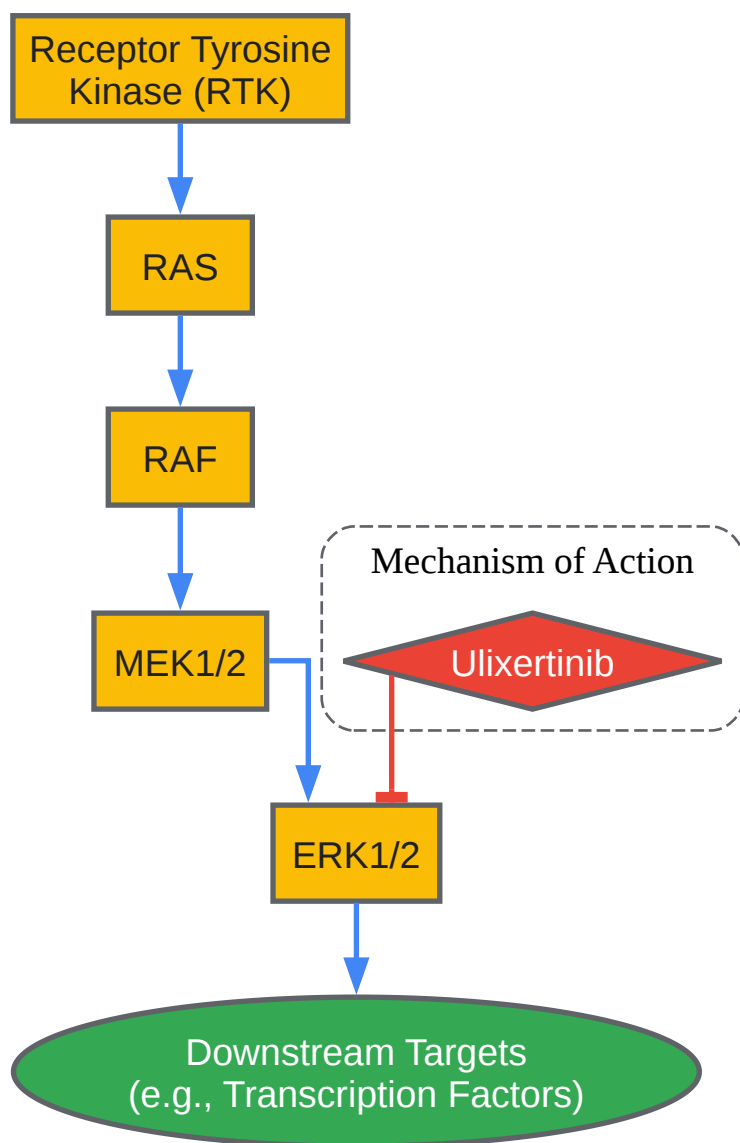 Receptor Tyrosine
Kinase (RTK)
RAS
RAF
Mechanism of Action
MEK1/2
Ulixertinib
ERK1/2
Downstream Targets
(e.g., Transcription Factors)